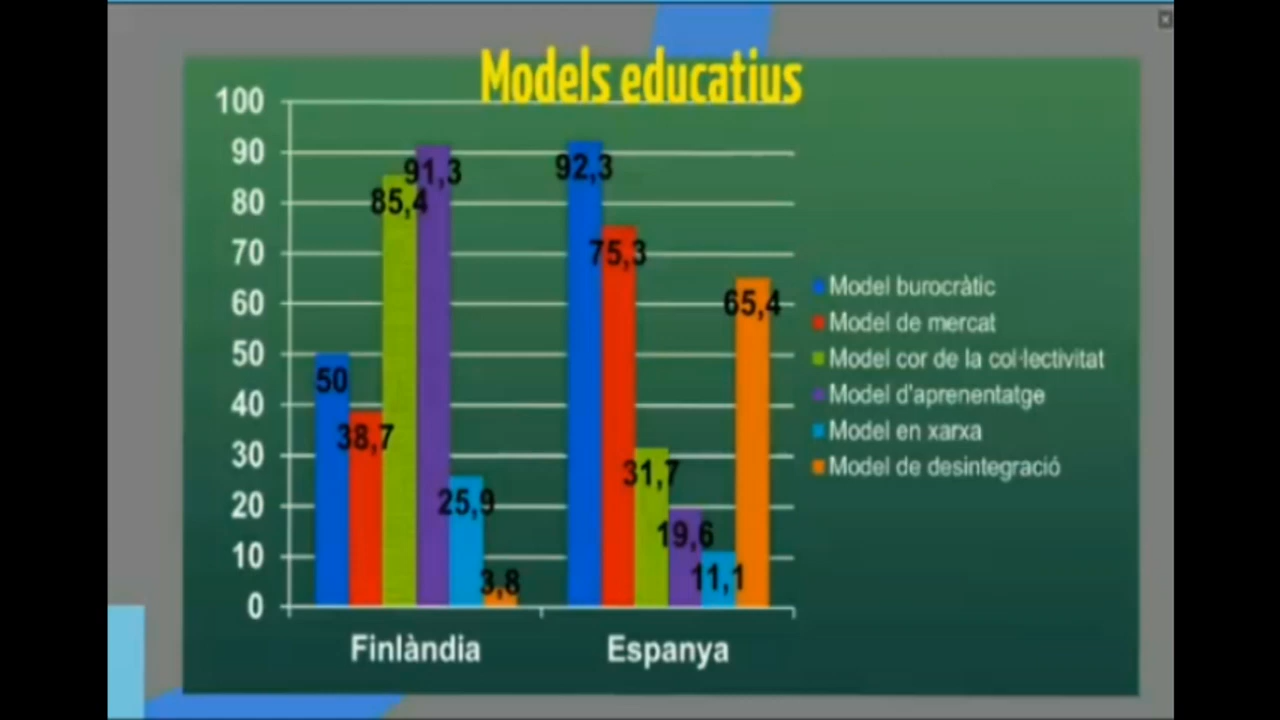 Models educatius
100
90
80
70
60
50
40
30
20
10
0
50
38,7
85,4
91,3
25,9
3,8
92,3
75,3
31,7
19,6
11,1
65,4
Finlàndia
Espanya
Model burocràtic
Model de mercat
Model cor de la col·lectivitat
Model d'aprenentatge
Model en xarxa
Model de desintegració